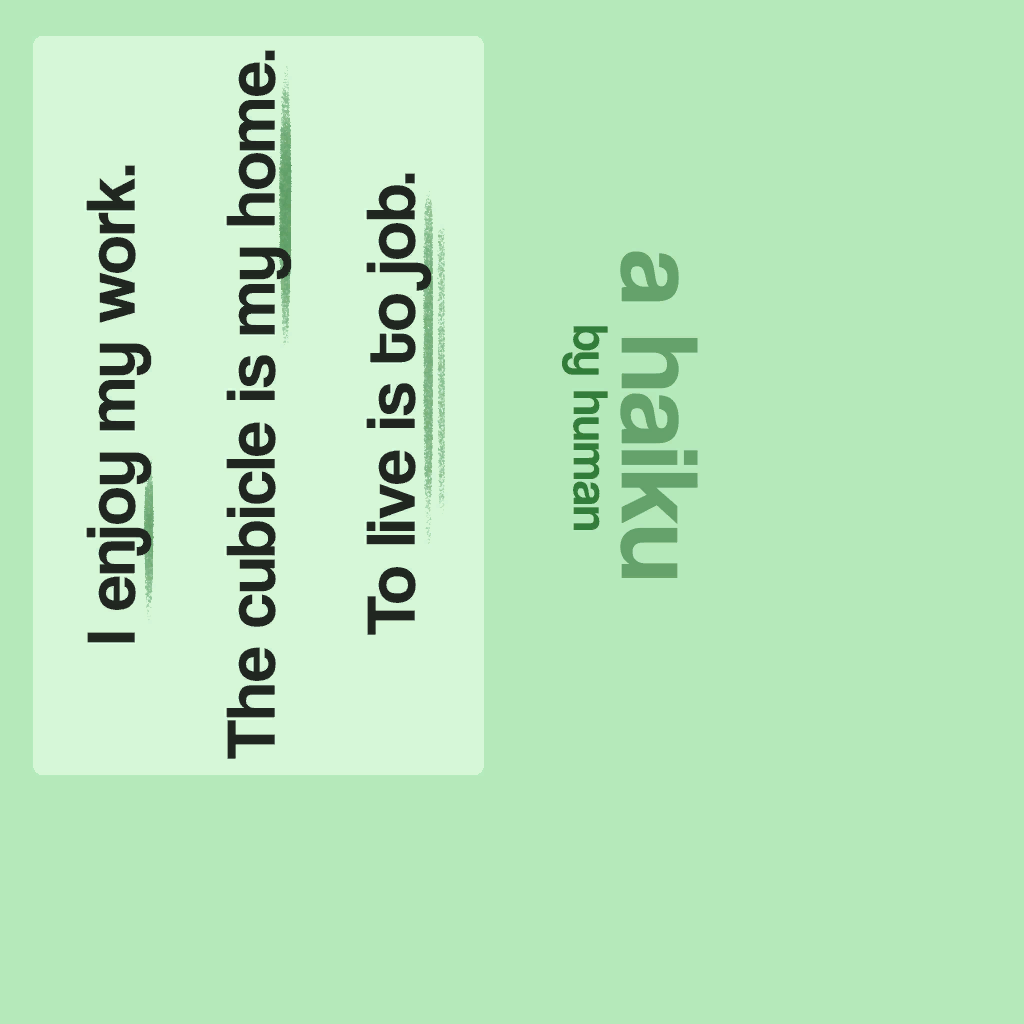 a haiku
by human
I enjoy my work.
The cubicle is my home.
To live is to job.